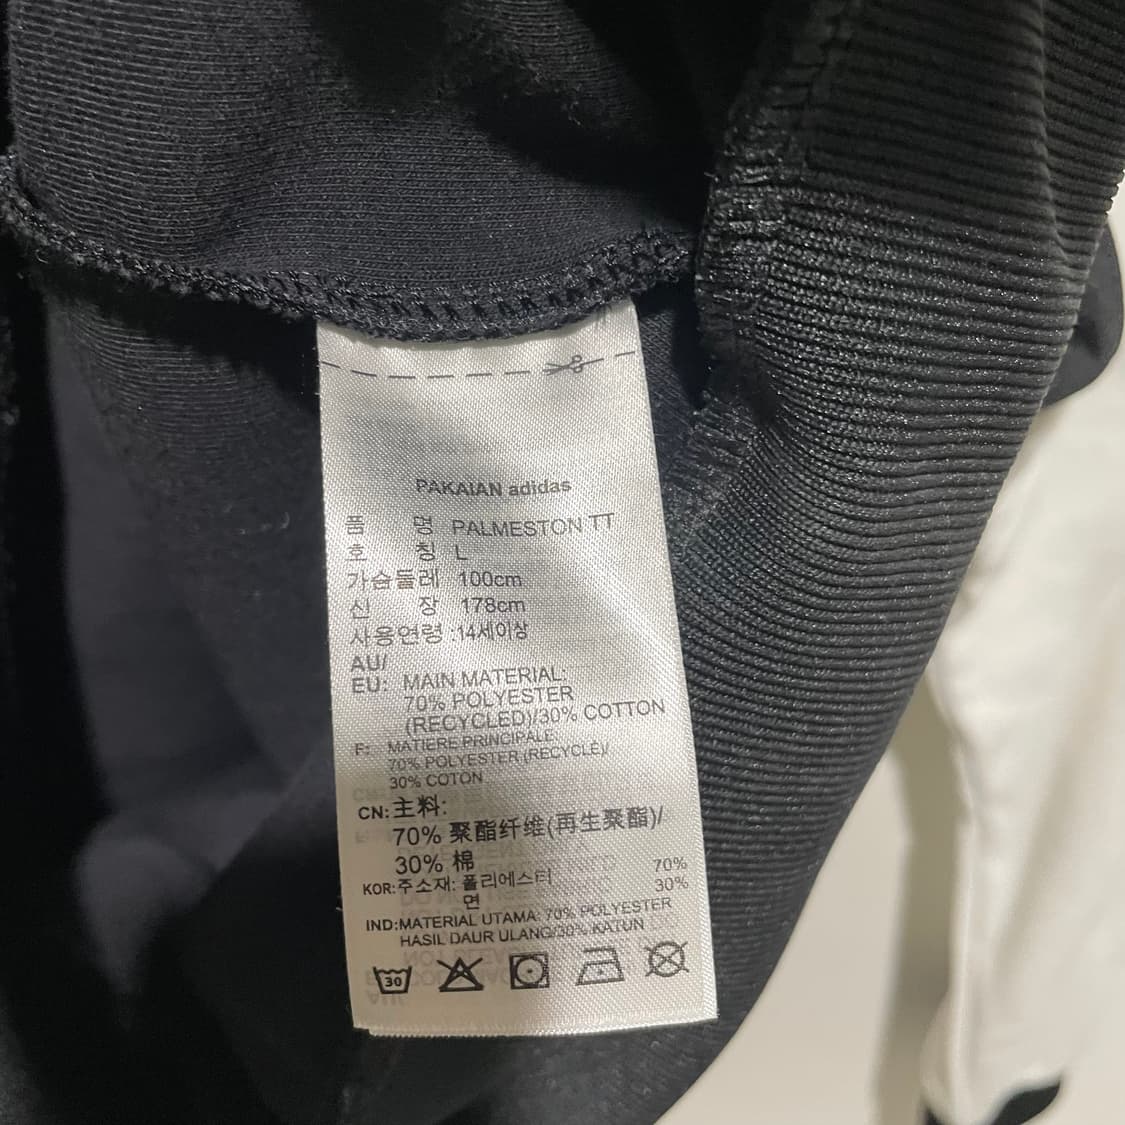 PAKAIAN adidas
품 명 PALMESTON TT
호 칭 L
가슴둘레 100cm
신 장 178cm
사용연령 :14세이상
AU/
EU: MAIN MATERIAL:
70% POLYESTER
(RECYCLED)/30% COTTON
F: MATIERE PRINCIPALE:
70% POLYESTER (RECYCLÉ)/
30% COTON
CN:主料:
70% 聚酯纤维(再生聚酯)/
30% 棉
KOR:주소재: 폴리에스터 70%
면 30%
IND:MATERIAL UTAMA: 70% POLYESTER
HASIL DAUR ULANG/30% KATUN
30